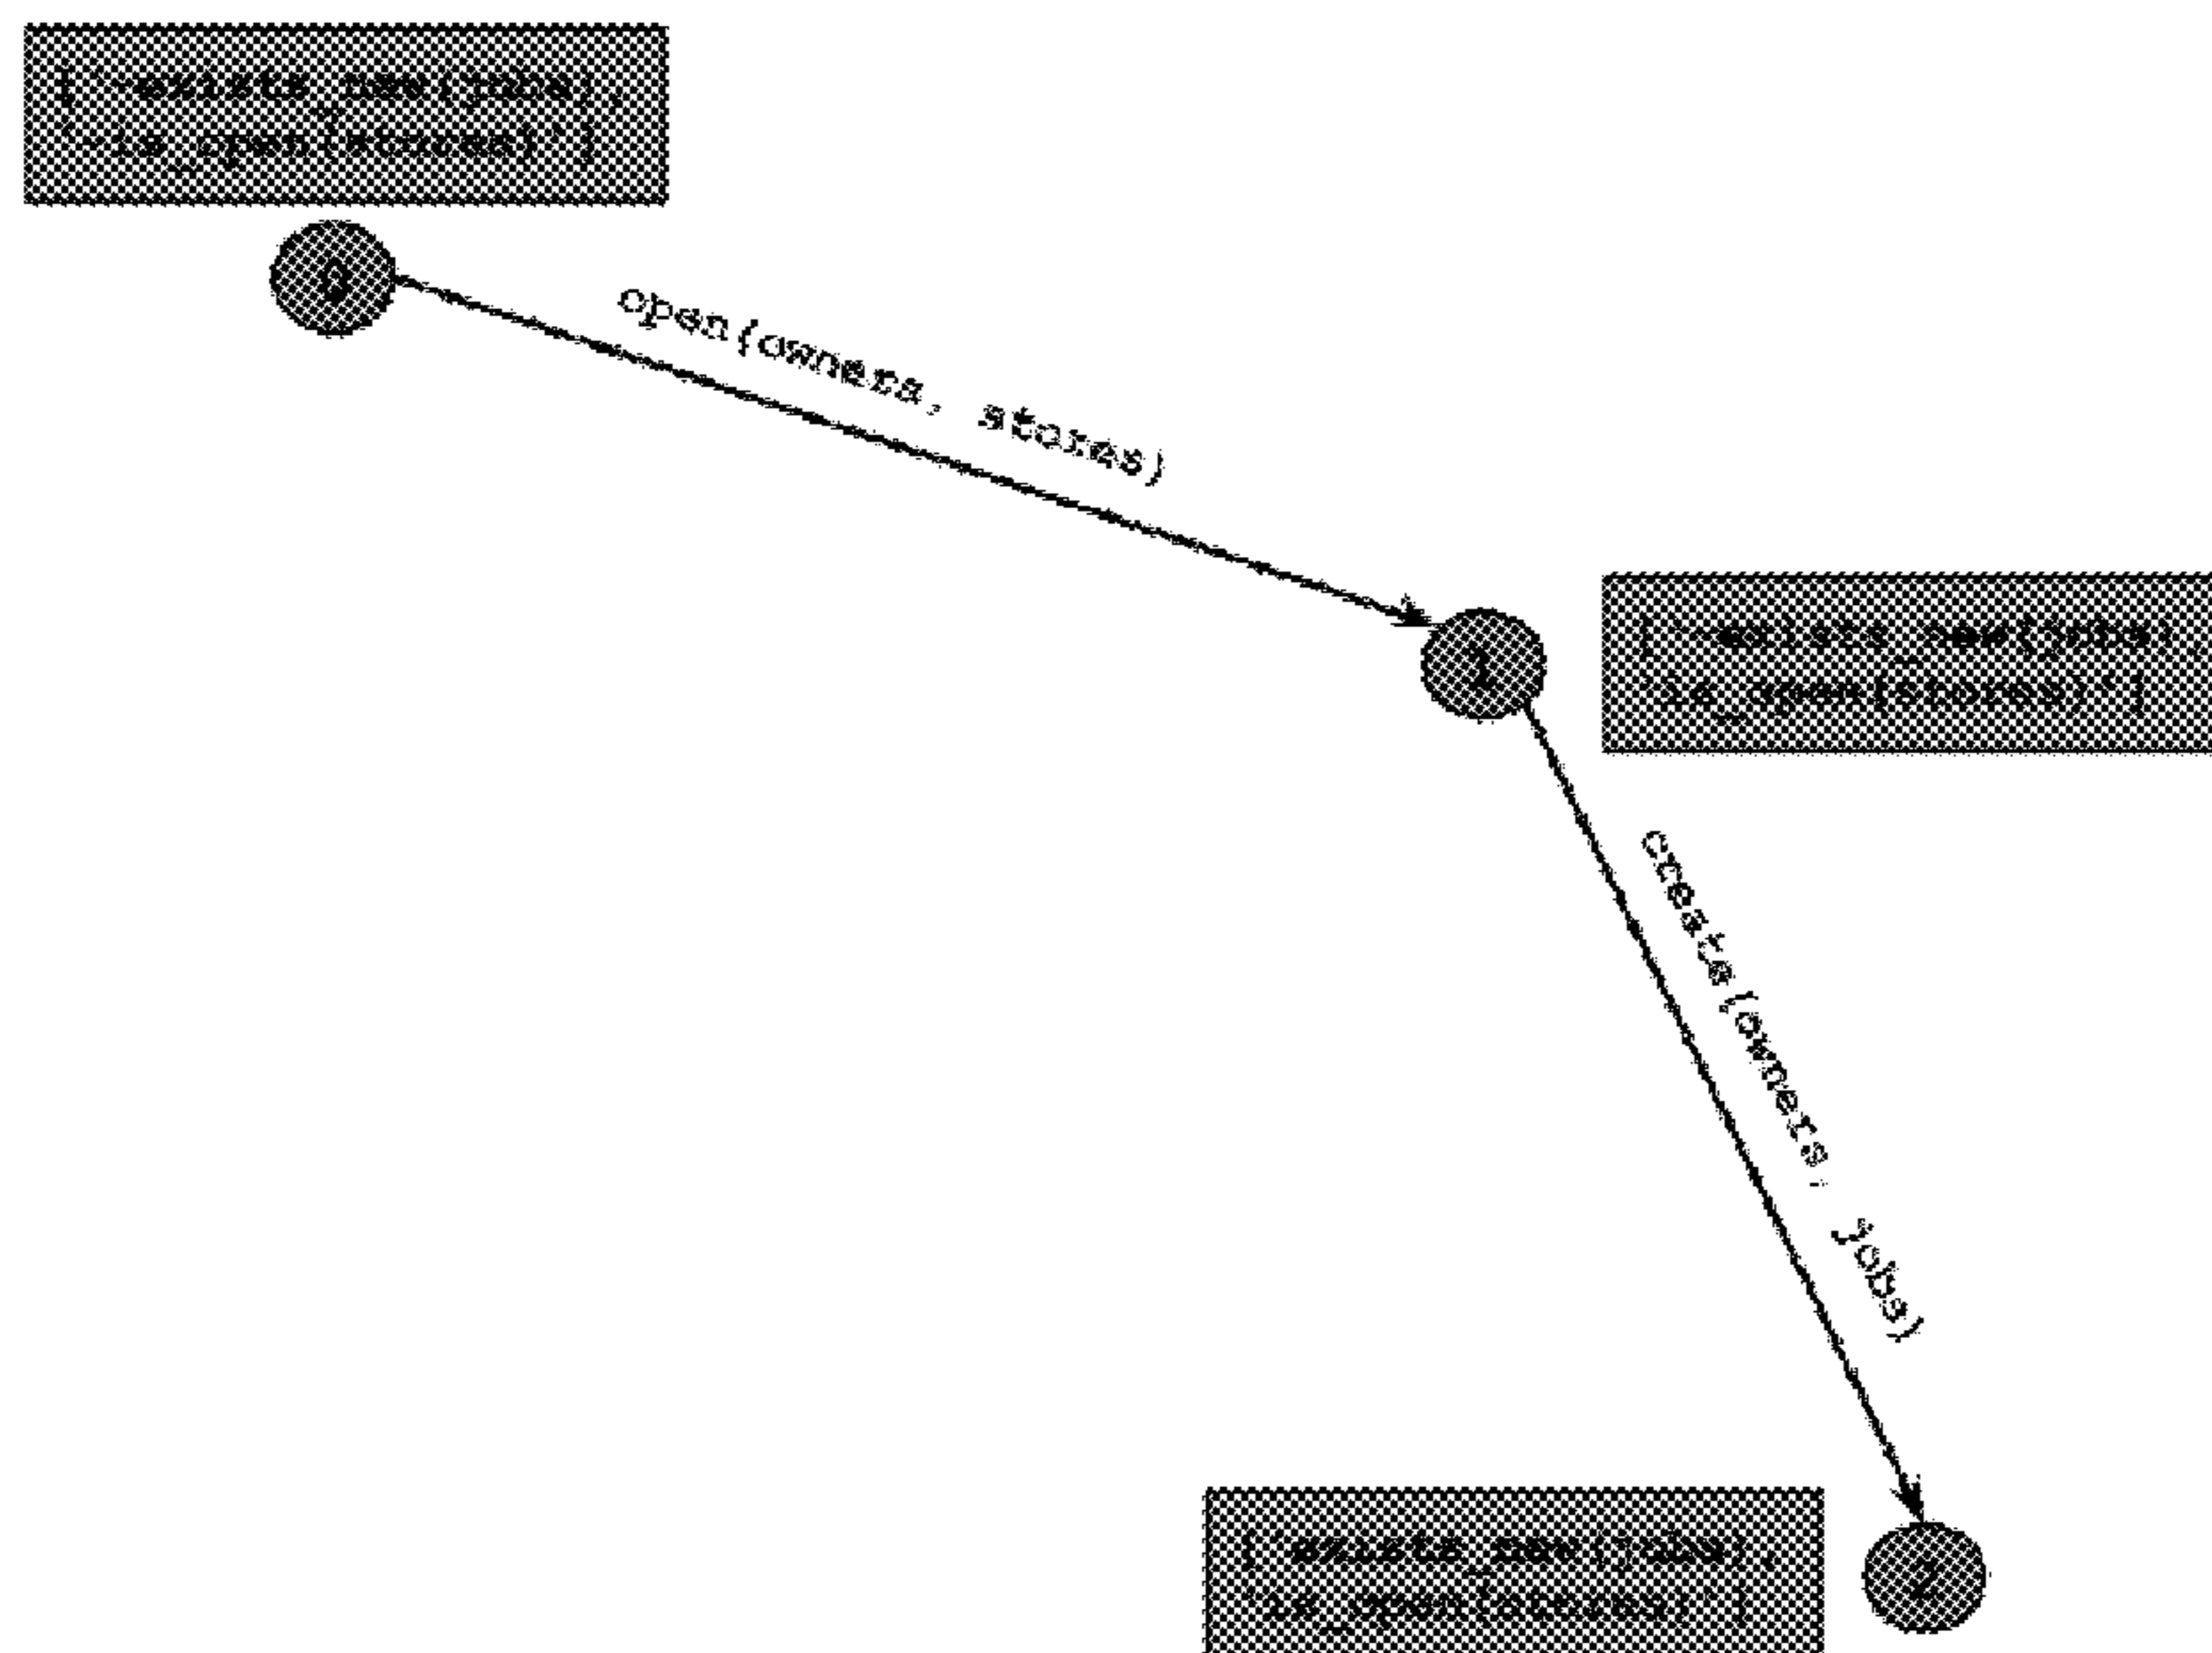 ['~exists_new(jobs)',
'~is_open(stores)']
0
open(owners, stores)
1
['~exists_new(jobs)',
'is_open(stores)']
create(owners, jobs)
['exists_new(jobs)',
'is_open(stores)']
2